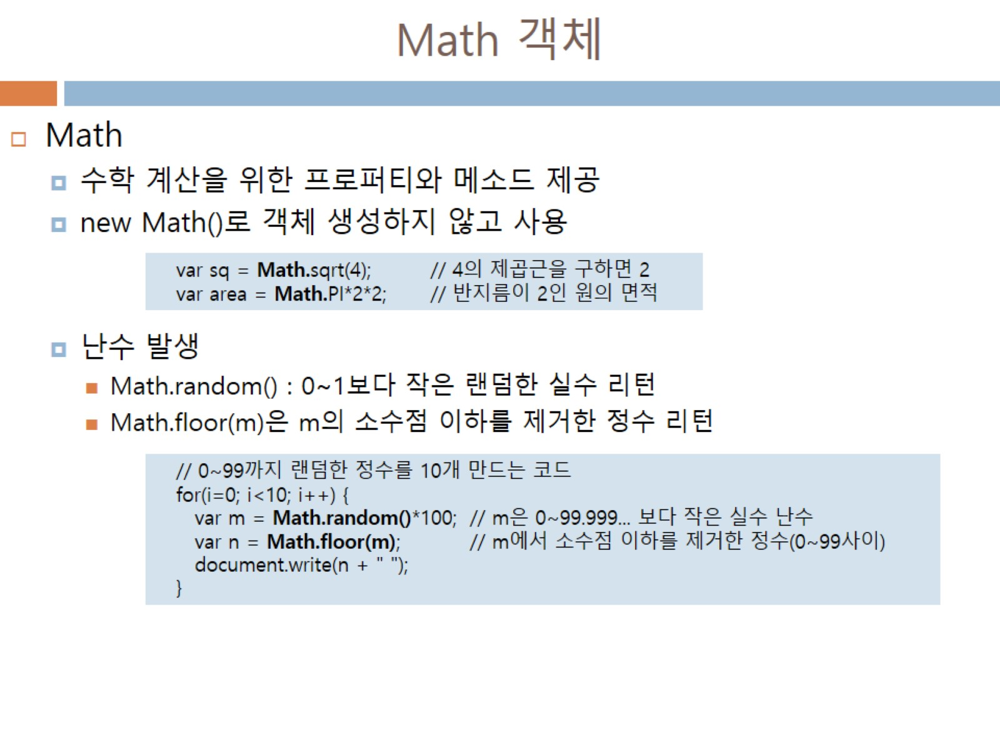 Math 객체
Math
수학 계산을 위한 프로퍼티와 메소드 제공
new Math()로 객체 생성하지 않고 사용
var sq = Math.sqrt(4); // 4의 제곱근을 구하면 2
var area = Math.PI*2*2; // 반지름이 2인 원의 면적
난수 발생
Math.random() : 0~1보다 작은 랜덤한 실수 리턴
Math.floor(m)은 m의 소수점 이하를 제거한 정수 리턴
// 0~99까지 랜덤한 정수를 10개 만드는 코드
for(i=0; i<10; i++) {
var m = Math.random()*100; // m은 0~99.999... 보다 작은 실수 난수
var n = Math.floor(m); // m에서 소수점 이하를 제거한 정수(0~99사이)
document.write(n + " ");
}